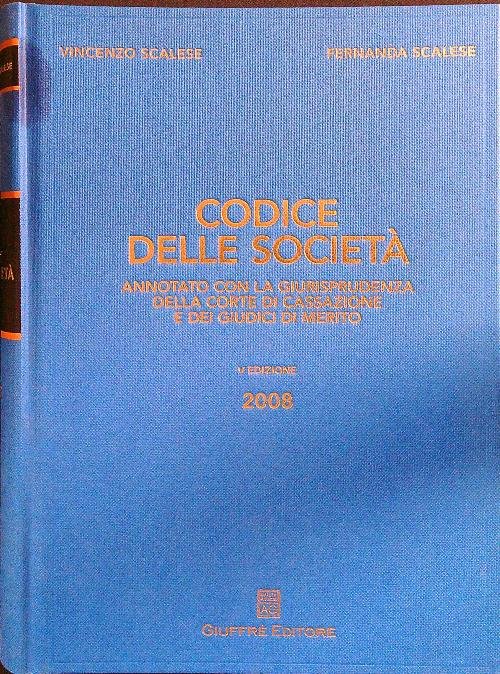 VINCENZO SCALESE
FERNANDA SCALESE
CODICE
DELLE SOCIETÀ
ANNOTATO CON LA GIURISPRUDENZA
DELLA CORTE DI CASSAZIONE
E DEI GIUDICI DI MERITO
V EDIZIONE
2008
GIUFFRÈ EDITORE